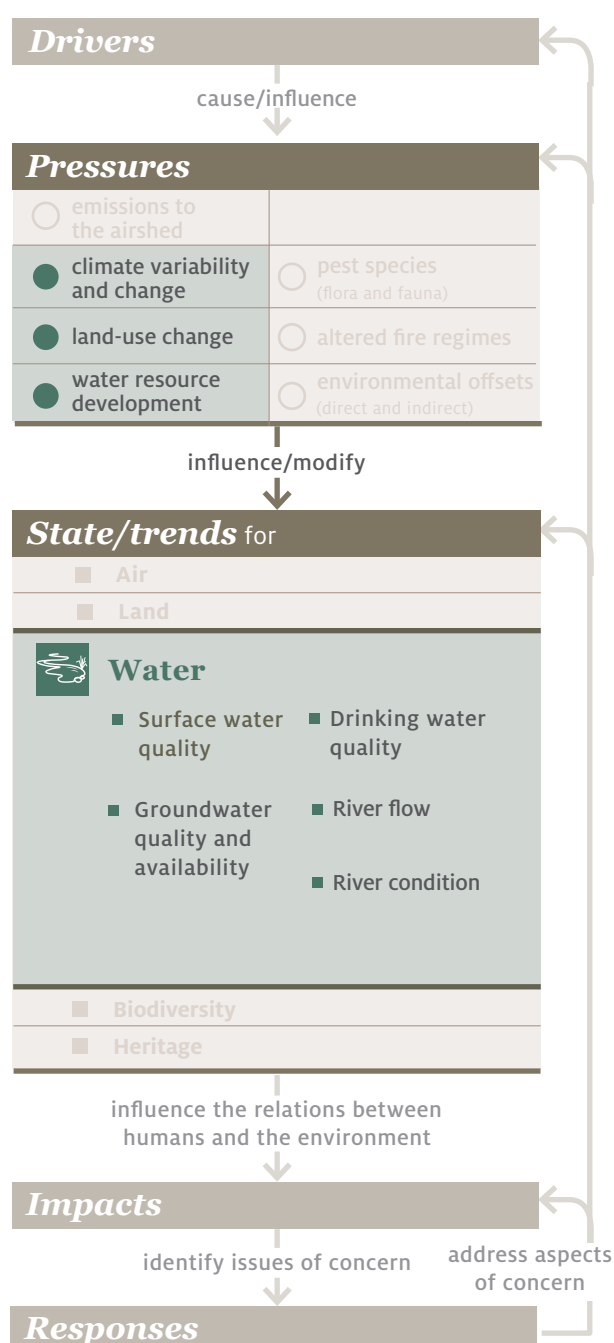 Drivers
cause/influence
Pressures
emissions to
the airshed
climate variability
and change
pest species
(flora and fauna)
land-use change
altered fire regimes
water resource
development
environmental offsets
(direct and indirect)
influence/modify
State/trends for
Air
Land
Water
Surface water
quality
Drinking water
quality
Groundwater
quality and
availability
River flow
River condition
Biodiversity
Heritage
influence the relations between
humans and the environment
Impacts
identify issues of concern
address aspects
of concern
Responses